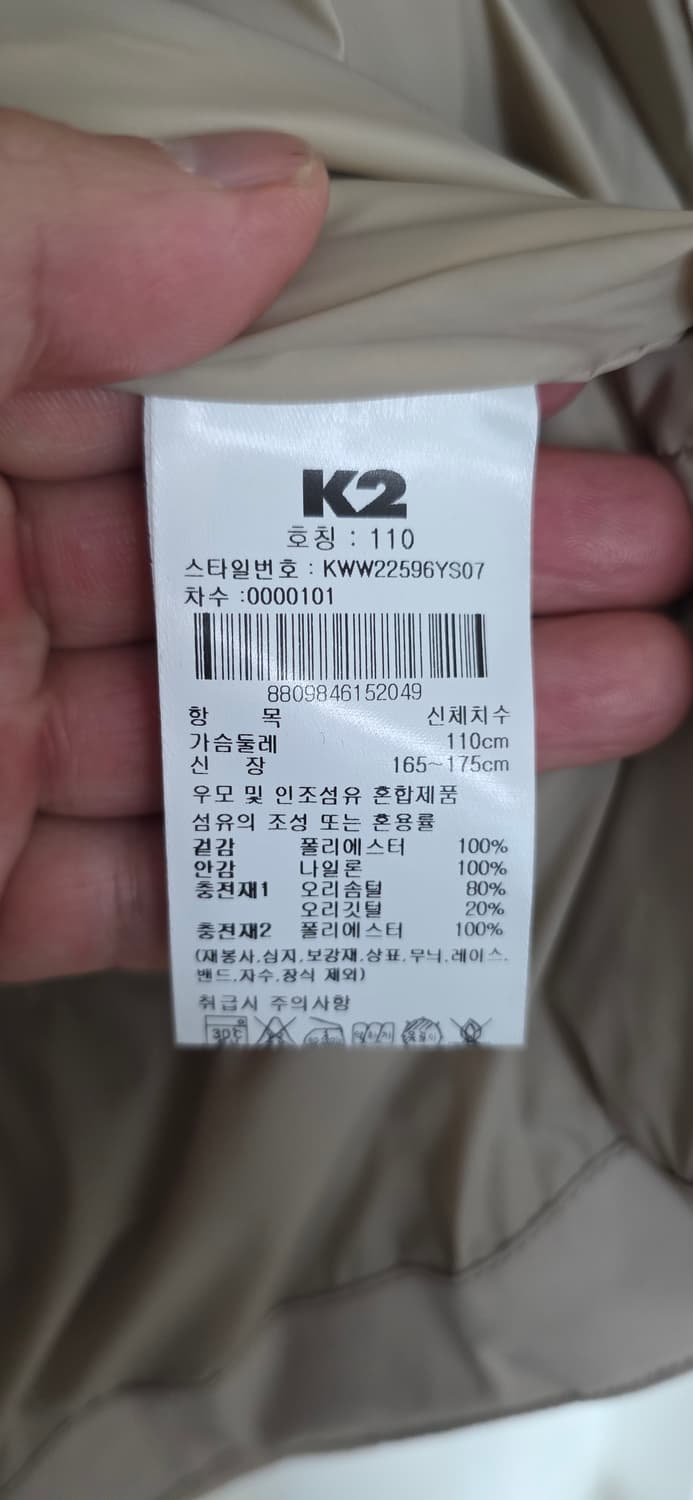 K2
호칭 : 110
스타일번호 : KWW22596YS07
차수 :0000101
8809846152049
항 목 신체치수
가슴둘레 110cm
신 장 165~175cm
우모 및 인조섬유 혼합제품
섬유의 조성 또는 혼용률
겉감 폴리에스터 100%
안감 나일론 100%
충전재1 오리솜털 80%
오리깃털 20%
충전재2 폴리에스터 100%
(재봉사.심지.보강재.상표.무늬.레이스.
밴드.자수.장식 제외)
취급시 주의사항
30℃